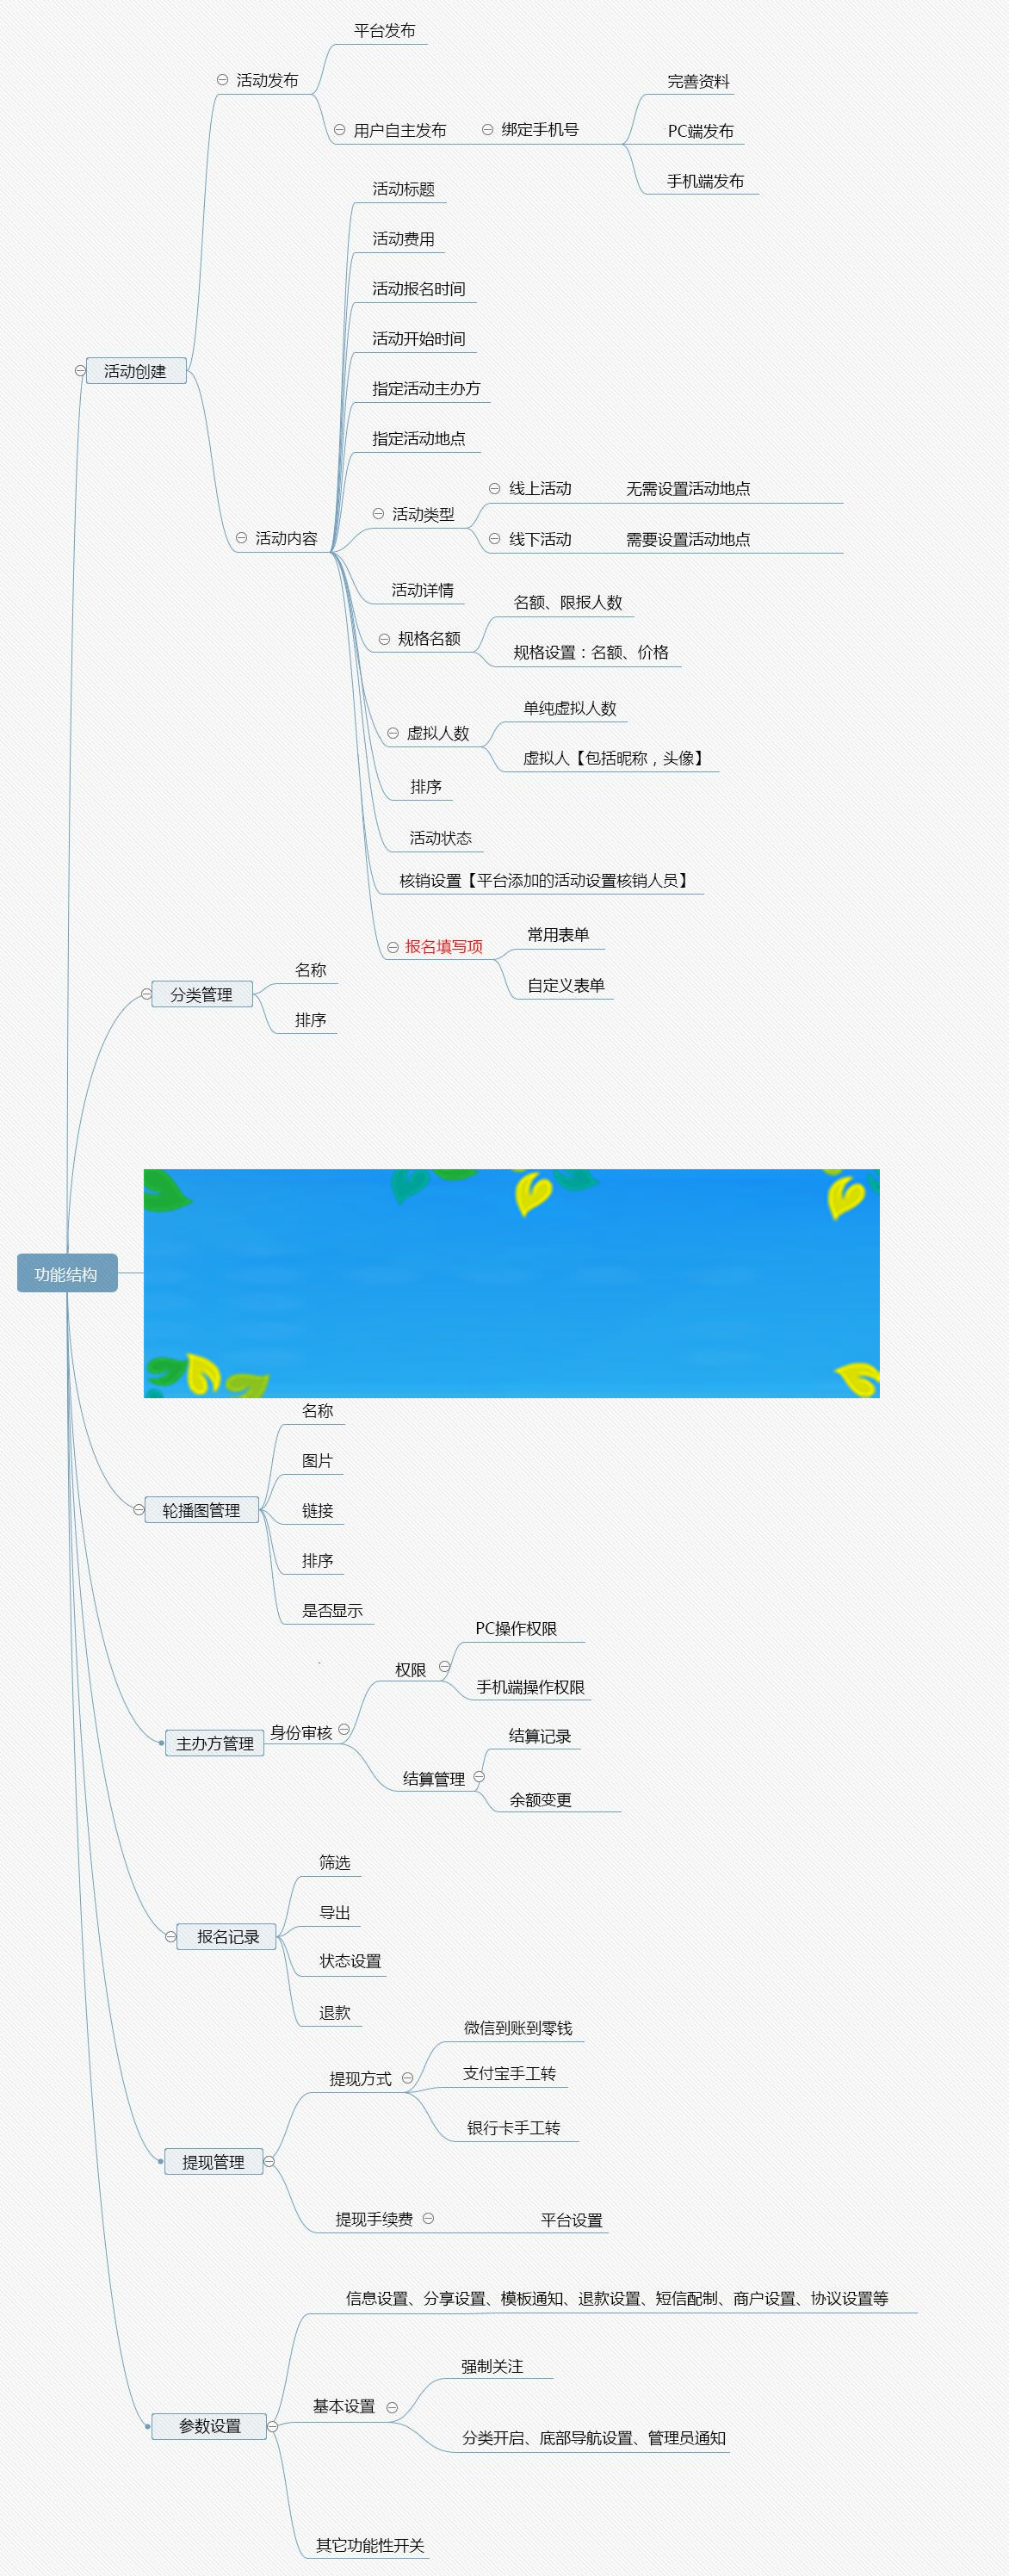 平台发布
活动发布
完善资料
用户自主发布
绑定手机号
PC端发布
手机端发布
活动标题
活动费用
活动报名时间
活动开始时间
活动创建
指定活动主办方
指定活动地点
线上活动
无需设置活动地点
活动类型
线下活动
需要设置活动地点
活动内容
活动详情
名额、限报人数
规格名额
规格设置：名额、价格
单纯虚拟人数
虚拟人数
虚拟人【包括昵称，头像】
排序
活动状态
核销设置【平台添加的活动设置核销人员】
常用表单
报名填写项
自定义表单
名称
分类管理
排序
功能结构
名称
图片
轮播图管理
链接
排序
是否显示
PC操作权限
权限
手机端操作权限
身份审核
主办方管理
结算记录
结算管理
余额变更
筛选
导出
报名记录
状态设置
退款
微信到账到零钱
提现方式
支付宝手工转
银行卡手工转
提现管理
提现手续费
平台设置
信息设置、分享设置、模板通知、退款设置、短信配制、商户设置、协议设置等
强制关注
基本设置
参数设置
分类开启、底部导航设置、管理员通知
其它功能性开关